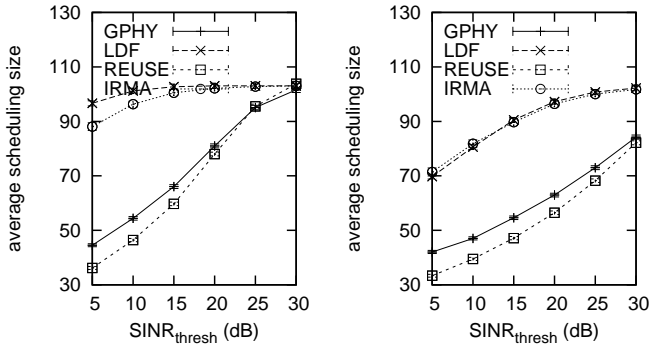 130
110
90
70
50
30
average scheduling size
GPHY
LDF
REUSE
IRMA
5 10 15 20 25 30
SINRthresh (dB)
130
110
90
70
50
30
average scheduling size
GPHY
LDF
REUSE
IRMA
5 10 15 20 25 30
SINRthresh (dB)